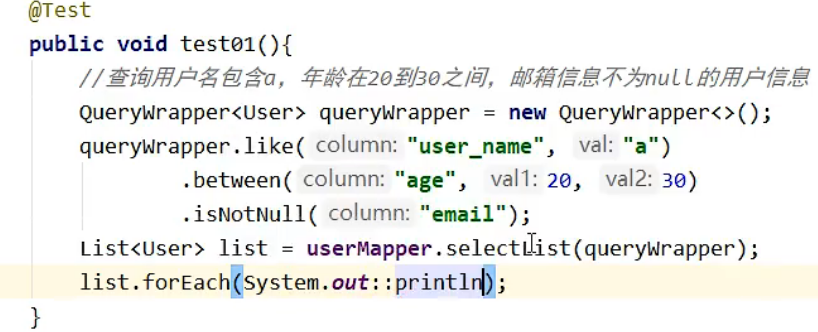 @Test
public void test01(){
//查询用户名包含a，年龄在20到30之间，邮箱信息不为null的用户信息
QueryWrapper<User> queryWrapper = new QueryWrapper<>();
queryWrapper.like( column: "user_name", val: "a")
.between( column: "age", val1: 20, val2: 30)
.isNotNull( column: "email");
List<User> list = userMapper.selectList(queryWrapper);
list.forEach(System.out::println);
}